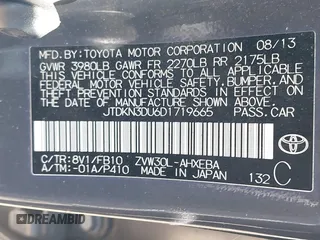 MFD. BY: TOYOTA MOTOR CORPORATION 08/13
GVWR 3980LB GAWR FR 2270LB RR 2175LB
THIS VEHICLE CONFORMS TO ALL APPLICABLE
FEDERAL MOTOR VEHICLE SAFETY, BUMPER, AND
THEFT PREVENTION STANDARDS IN EFFECT ON
THE DATE OF MANUFACTURE SHOWN ABOVE.
JTDKN3DU6D1719665 PASS.CAR
C/TR: 8V1/FB10 ZVW30L-AHXEBA
A/TM: -01A/P410 MADE IN JAPAN 132 C
TOYOTA